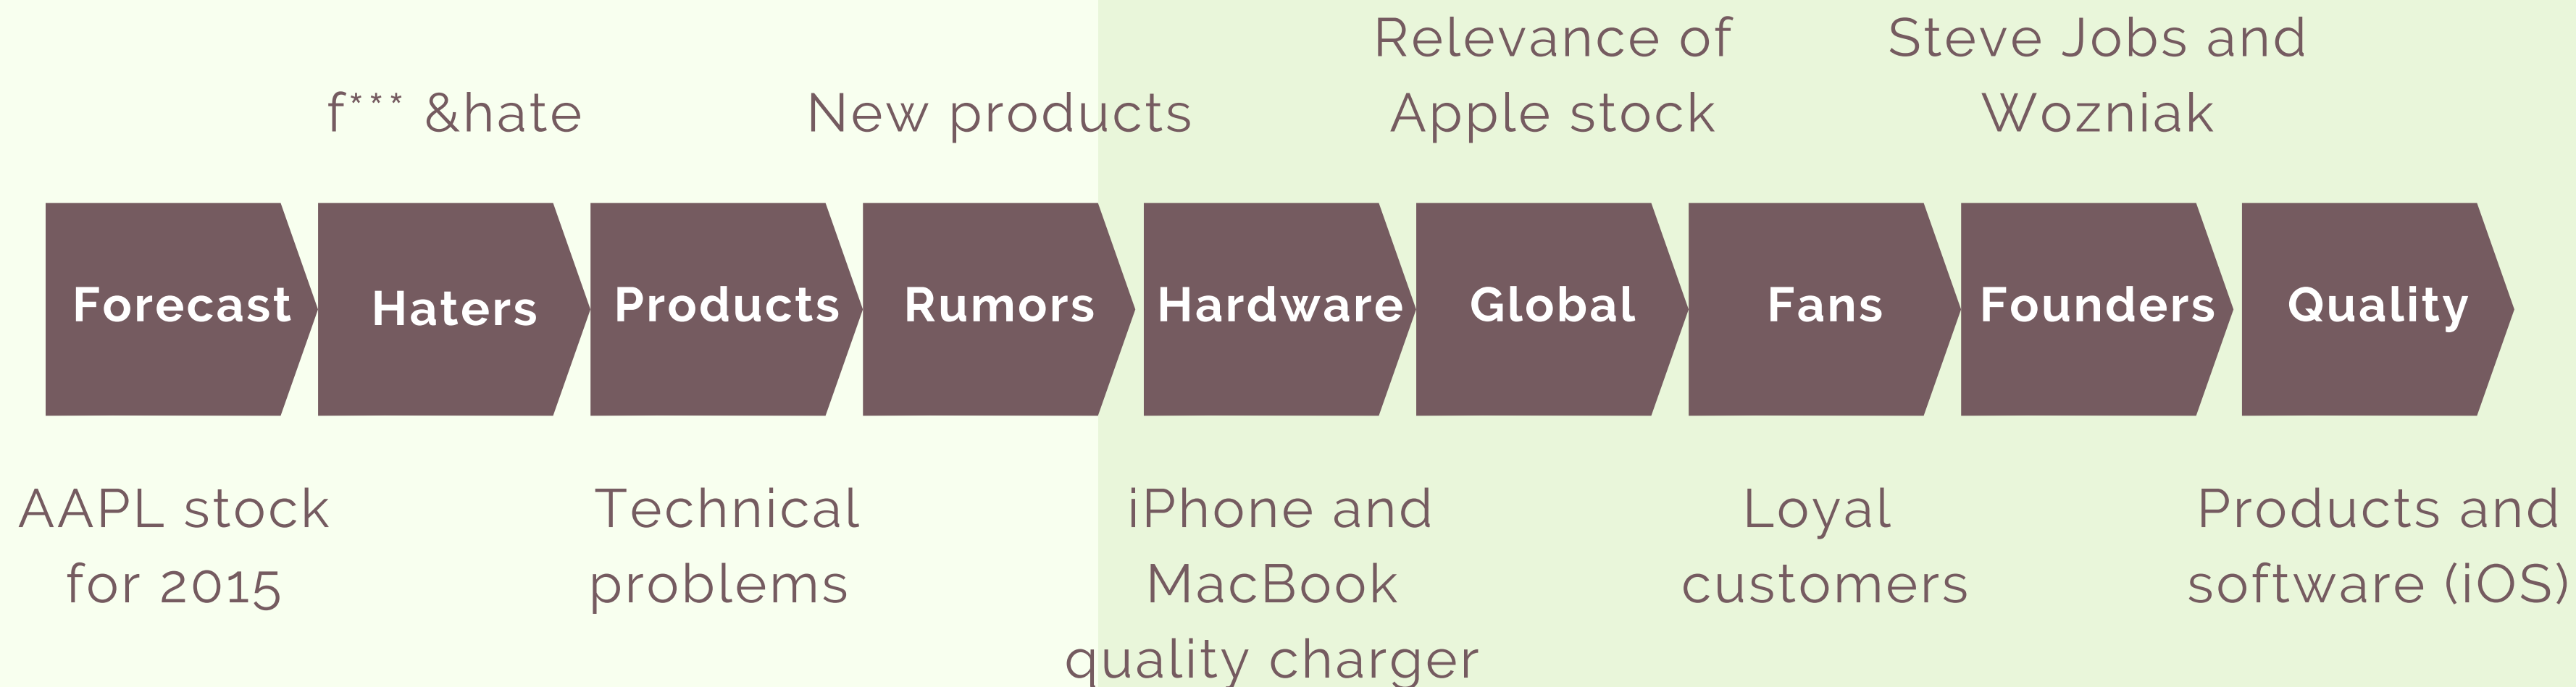 Relevance of
Apple stock
Steve Jobs and
Wozniak
f*** &hate
New products
Forecast
Haters
Products
Rumors
Hardware
Global
Fans
Founders
Quality
AAPL stock
for 2015
Technical
problems
iPhone and
MacBook
quality charger
Loyal
customers
Products and
software (iOS)